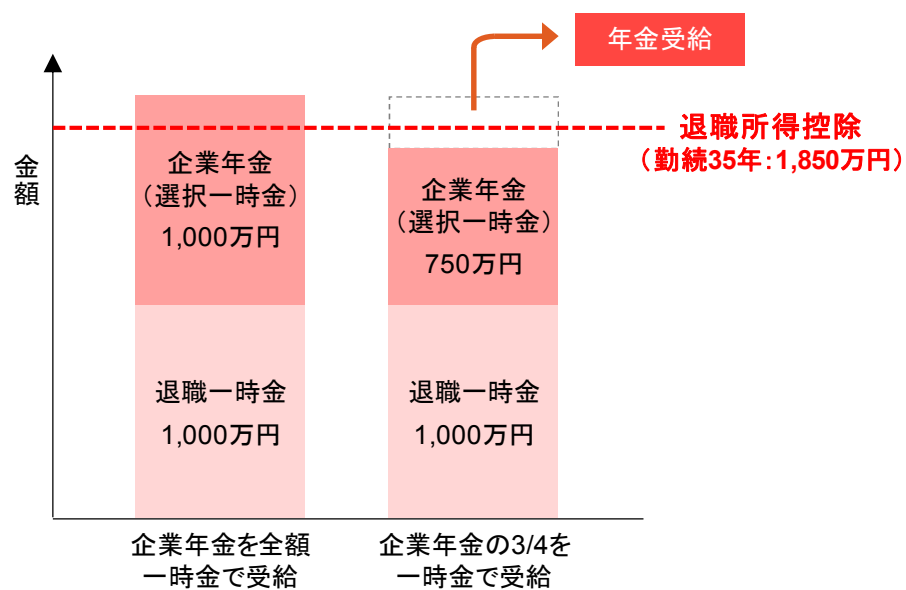 年金受給
退職所得控除
（勤続35年：1,850万円）
金額
企業年金
（選択一時金）
1,000万円
企業年金
（選択一時金）
750万円
退職一時金
1,000万円
退職一時金
1,000万円
企業年金を全額
一時金で受給
企業年金の3/4を
一時金で受給